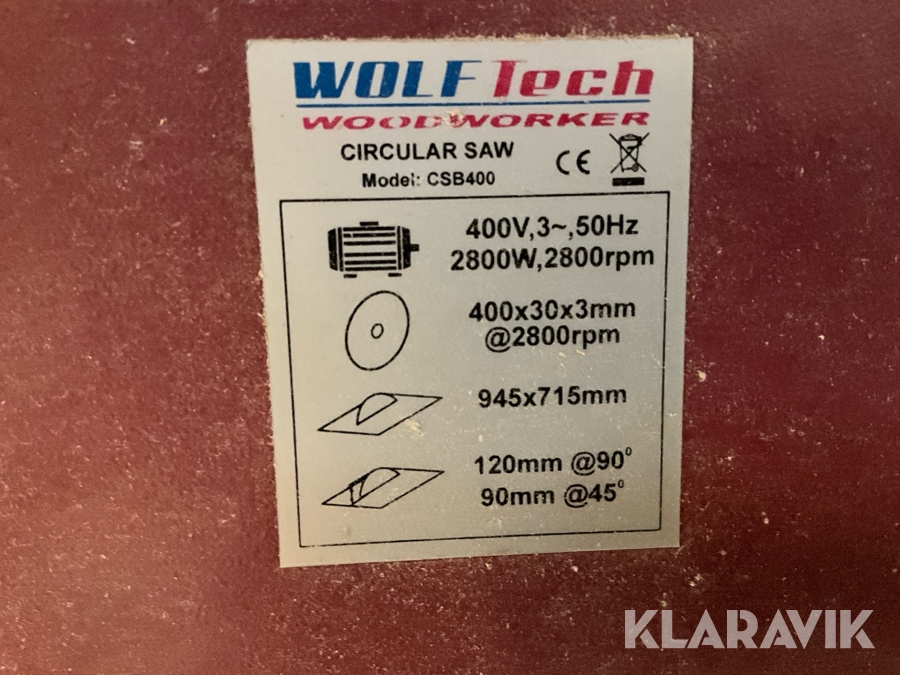 WOLFTech
WOODWORKER
CIRCULAR SAW
CE
Model: CSB400
400V,3~,50Hz
2800W,2800rpm
400x30x3mm
@2800rpm
945x715mm
120mm @90°
90mm @45°
KLARAVIK